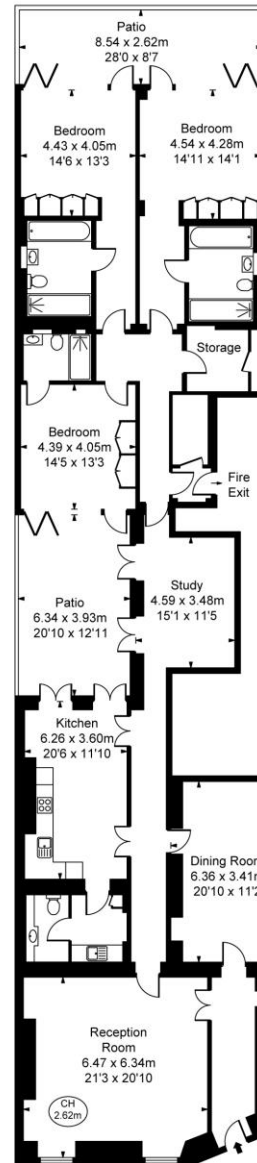 Patio
8.54 x 2.62m
28'0 x 8'7
Bedroom
4.43 x 4.05m
14'6 x 13'3
Bedroom
4.54 x 4.28m
14'11 x 14'1
Storage
Bedroom
4.39 x 4.05m
14'5 x 13'3
Fire
Exit
Patio
6.34 x 3.93m
20'10 x 12'11
Study
4.59 x 3.48m
15'1 x 11'5
Kitchen
6.26 x 3.60m
20'6 x 11'10
Dining Room
6.36 x 3.41m
20'10 x 11'2
Reception
Room
6.47 x 6.34m
21'3 x 20'10
CH
2.62m